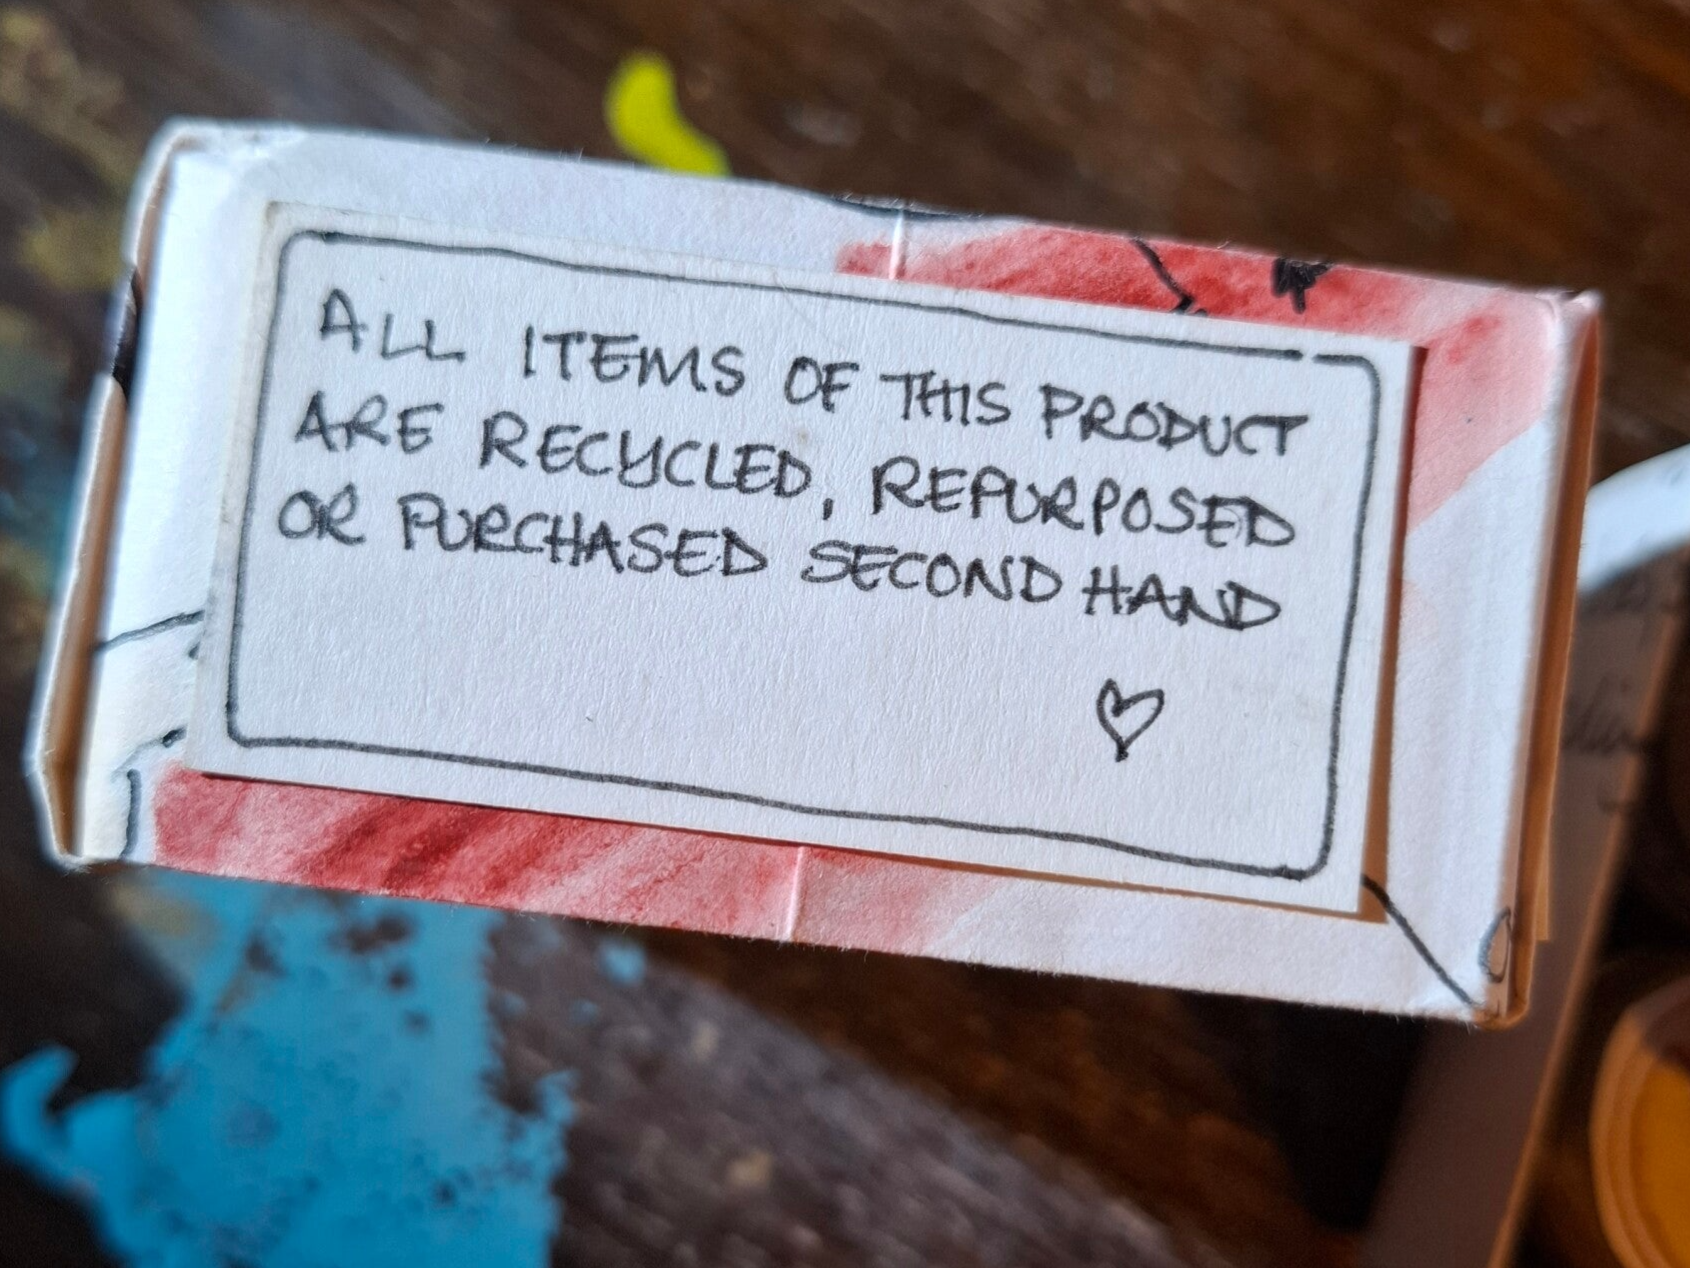 ALL ITEMS OF THIS PRODUCT
ARE RECYCLED, REPURPOSED
OR PURCHASED SECOND HAND